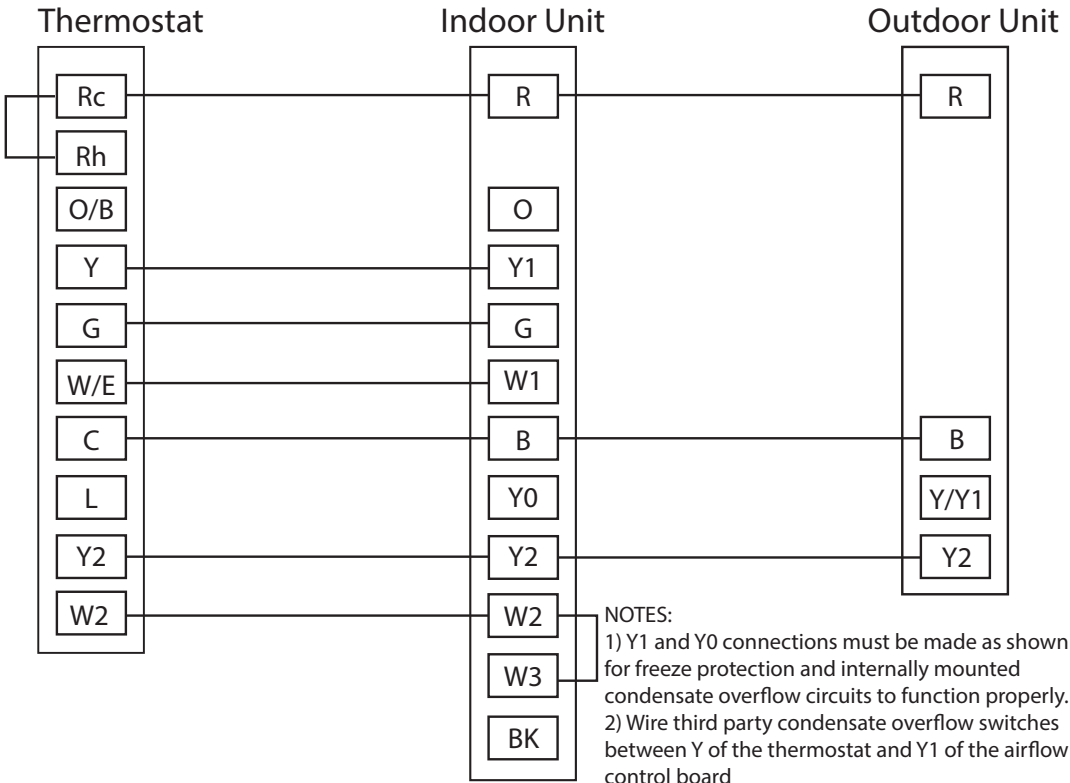 Thermostat Indoor Unit Outdoor Unit
Rc R R
Rh
O/B O
Y Y1
G G
W/E W1
C B B
L Y0 Y/Y1
Y2 Y2 Y2
W2 W2
W3
BK
NOTES:
1) Y1 and Y0 connections must be made as shown
for freeze protection and internally mounted
condensate overflow circuits to function properly.
2) Wire third party condensate overflow switches
between Y of the thermostat and Y1 of the airflow
control board